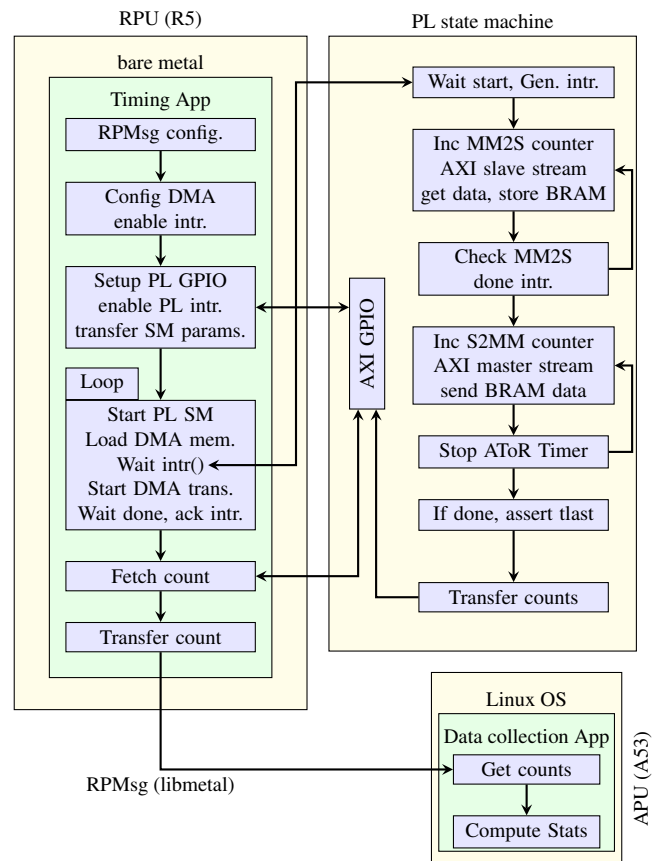 RPU (R5)
bare metal
Timing App
RPMsg config.
Config DMA
enable intr.
Setup PL GPIO
enable PL intr.
transfer SM params.
Loop
Start PL SM
Load DMA mem.
Wait intr()
Start DMA trans.
Wait done, ack intr.
Fetch count
Transfer count
RPMsg (libmetal)
AXI GPIO
PL state machine
Wait start, Gen. intr.
Inc MM2S counter
AXI slave stream
get data, store BRAM
Check MM2S
done intr.
Inc S2MM counter
AXI master stream
send BRAM data
Stop AToR Timer
If done, assert tlast
Transfer counts
Linux OS
Data collection App
Get counts
Compute Stats
APU (A53)